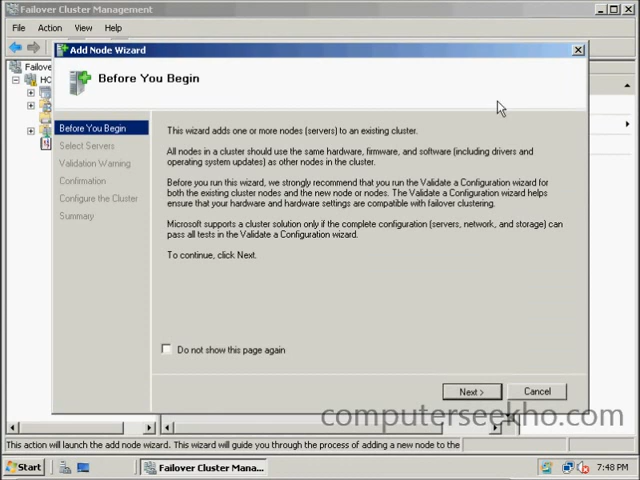 Failover Cluster Management
File Action View Help
Add Node Wizard
Before You Begin
Failover
HC
Before You Begin
Select Servers
Validation Warning
Confirmation
Configure the Cluster
Summary
This wizard adds one or more nodes (servers) to an existing cluster.
All nodes in a cluster should use the same hardware, firmware, and software (including drivers and
operating system updates) as other nodes in the cluster.
Before you run this wizard, we strongly recommend that you run the Validate a Configuration wizard for
both the existing cluster nodes and the new node or nodes. The Validate a Configuration wizard helps
ensure that your hardware and hardware settings are compatible with failover clustering.
Microsoft supports a cluster solution only if the complete configuration (servers, network, and storage) can
pass all tests in the Validate a Configuration wizard.
To continue, click Next.
Do not show this page again
Next >
Cancel
computerseekho.com
This action will launch the add node wizard. This wizard will guide you through the process of adding a new node to the
Start
Failover Cluster Mana...
7:48 PM